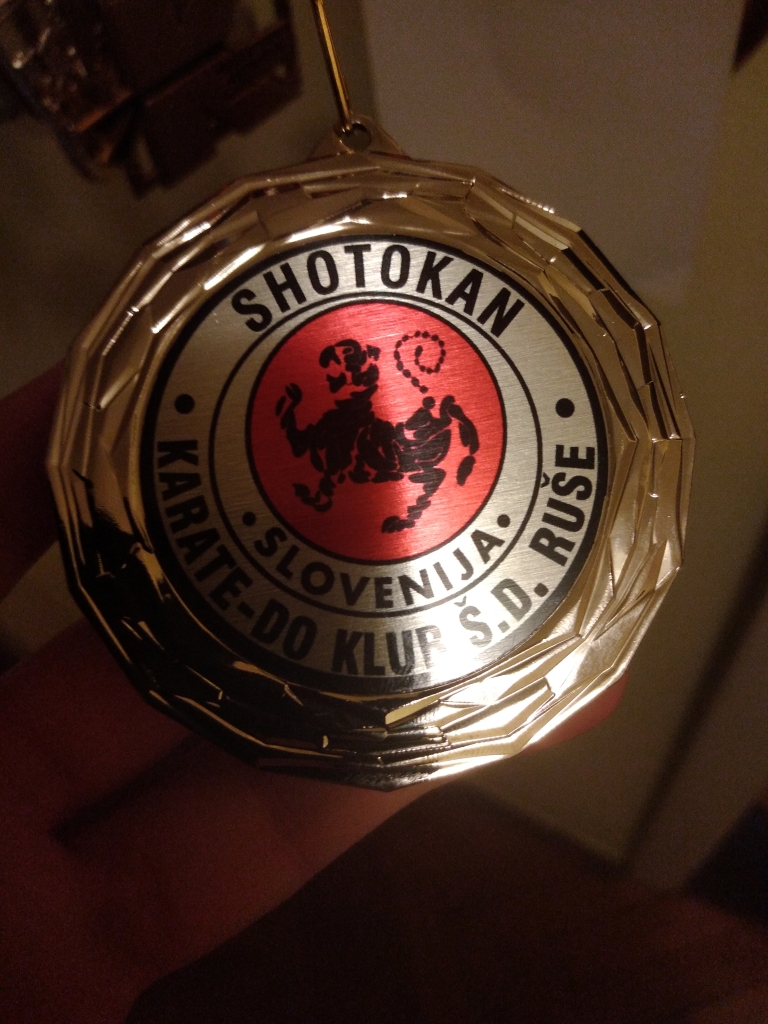 SHOTOKAN
KARATE-DO KLUB Š.D. RUŠE
SLOVENIJA